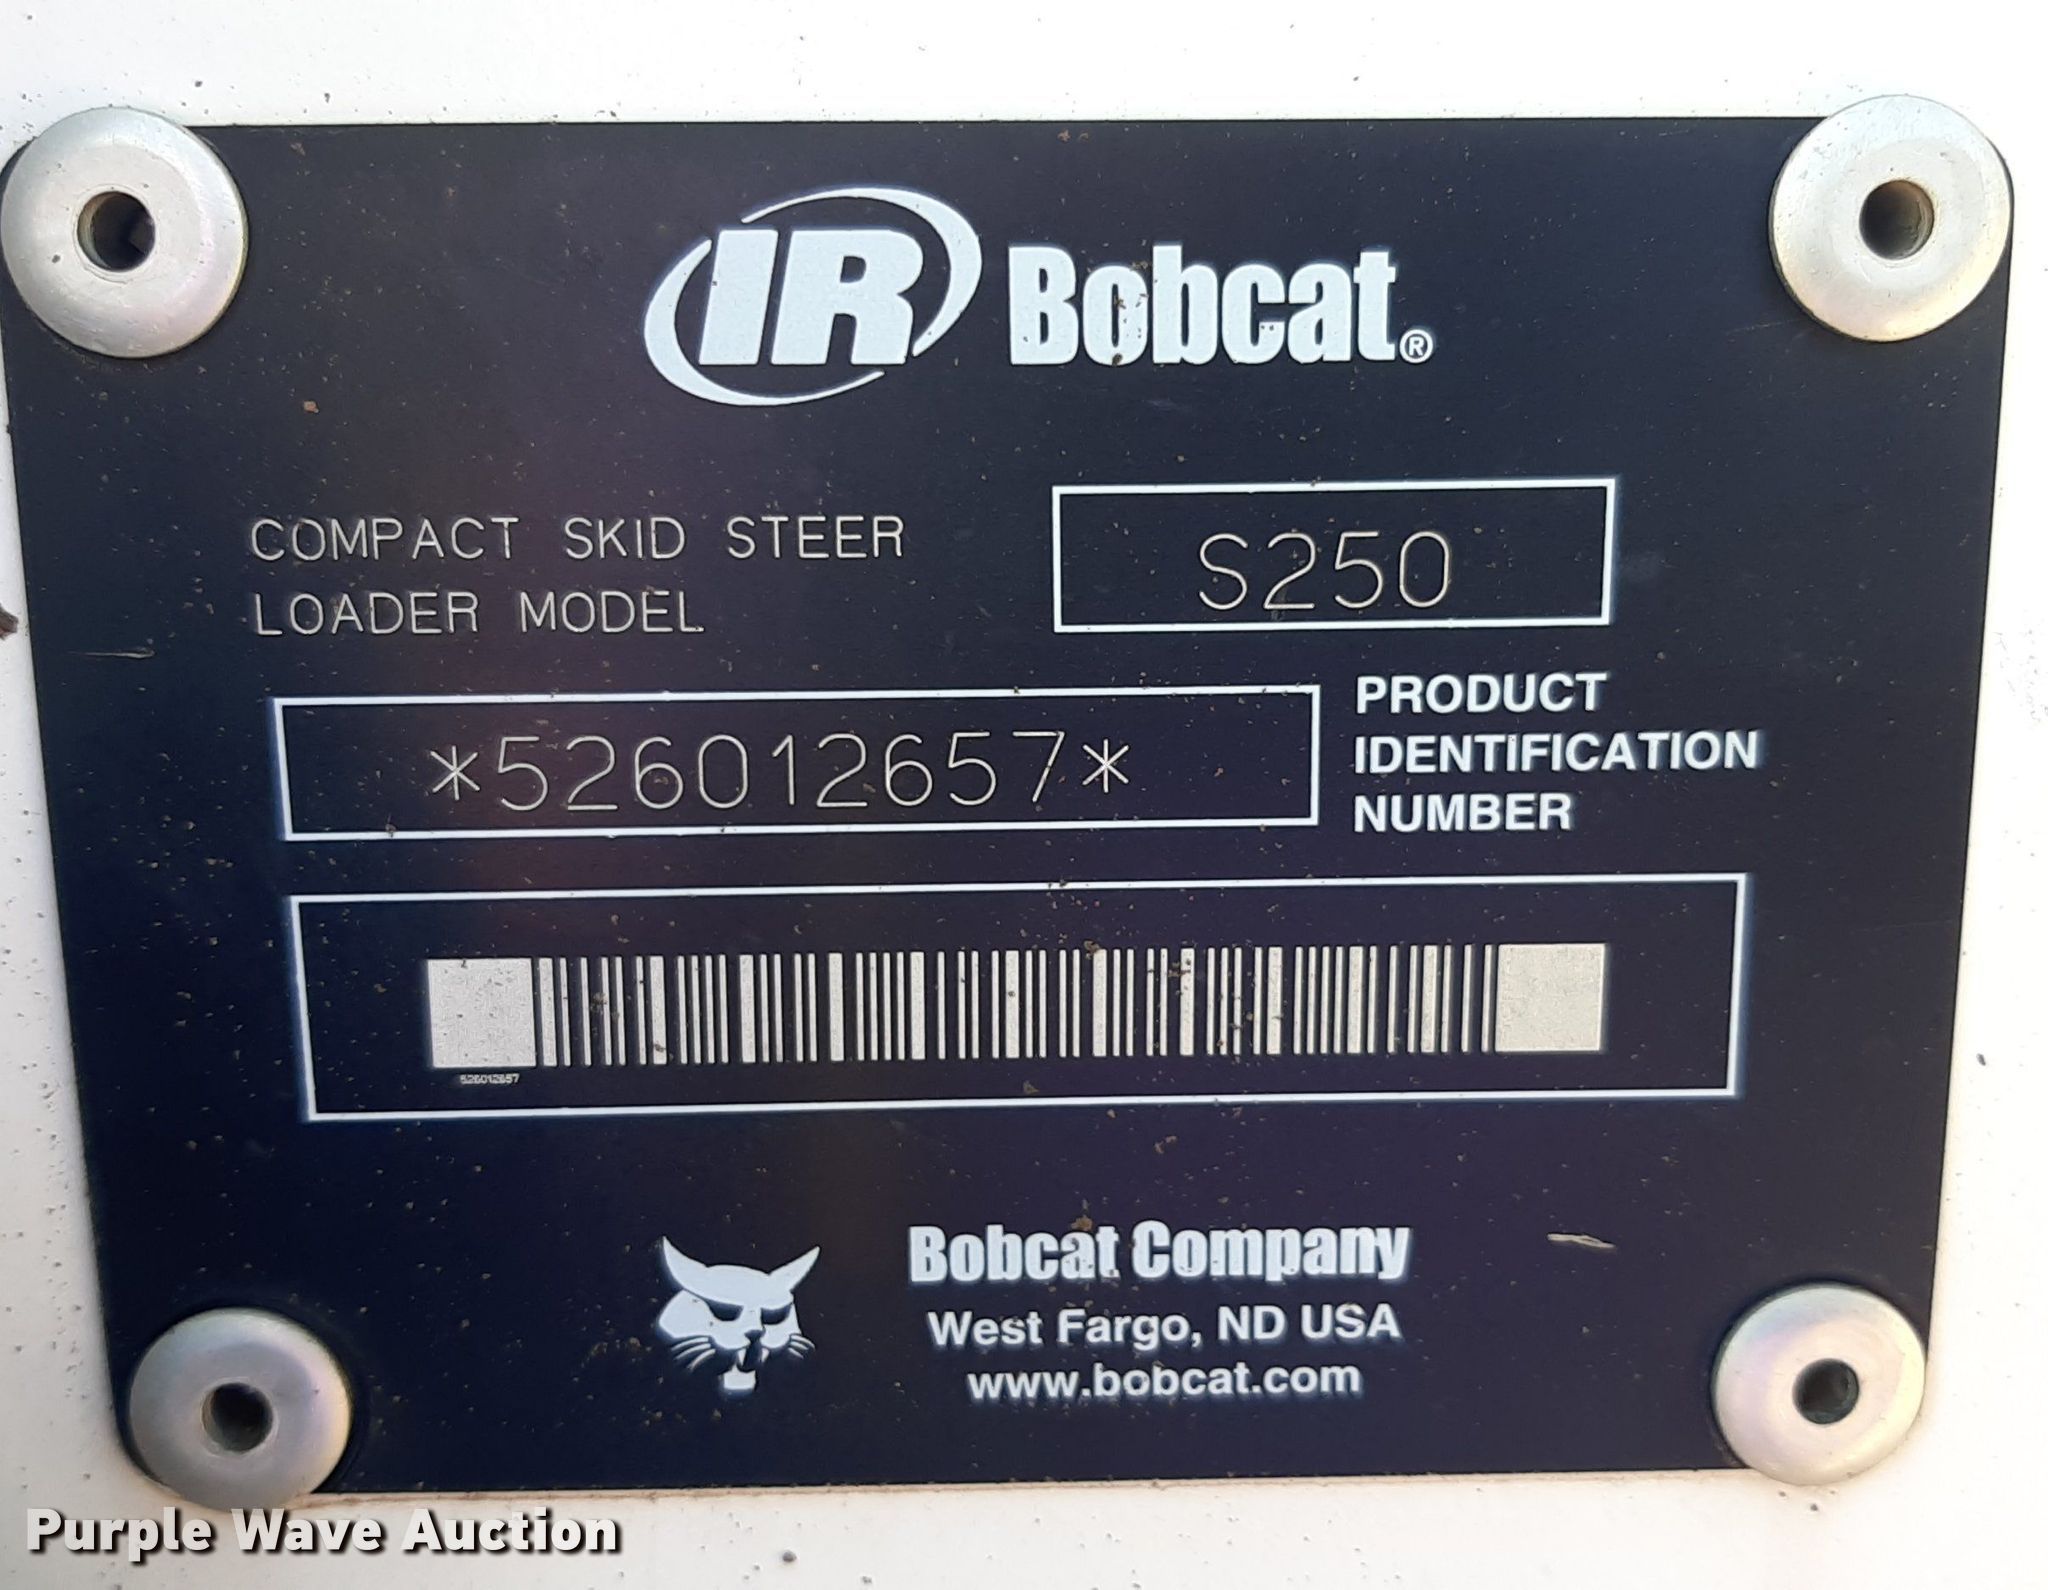 IR Bobcat®
COMPACT SKID STEER
LOADER MODEL
S250
*526012657*
PRODUCT
IDENTIFICATION
NUMBER
526012657
Bobcat Company
West Fargo, ND USA
www.bobcat.com
Purple Wave Auction